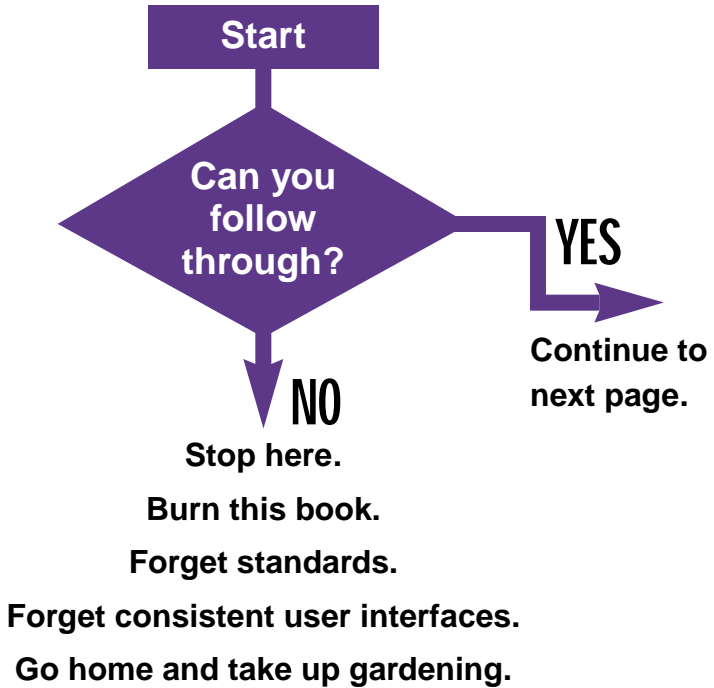 Start
Can you
follow
through?
YES
Continue to
next page.
NO
Stop here.
Burn this book.
Forget standards.
Forget consistent user interfaces.
Go home and take up gardening.